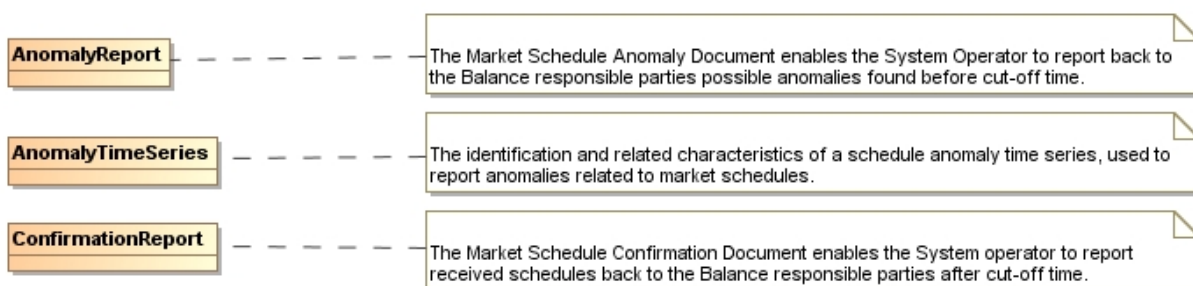 AnomalyReport
The Market Schedule Anomaly Document enables the System Operator to report back to
the Balance responsible parties possible anomalies found before cut-off time.
AnomalyTimeSeries
The identification and related characteristics of a schedule anomaly time series, used to
report anomalies related to market schedules.
ConfirmationReport
The Market Schedule Confirmation Document enables the System operator to report
received schedules back to the Balance responsible parties after cut-off time.